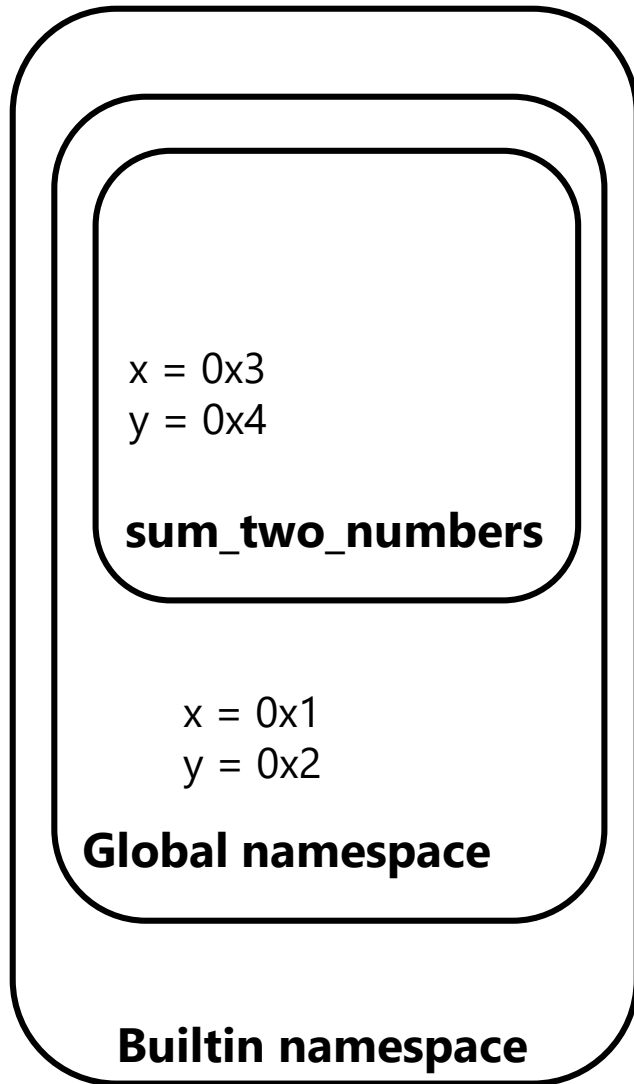 x = 0x3
y = 0x4
sum_two_numbers
x = 0x1
y = 0x2
Global namespace
Builtin namespace